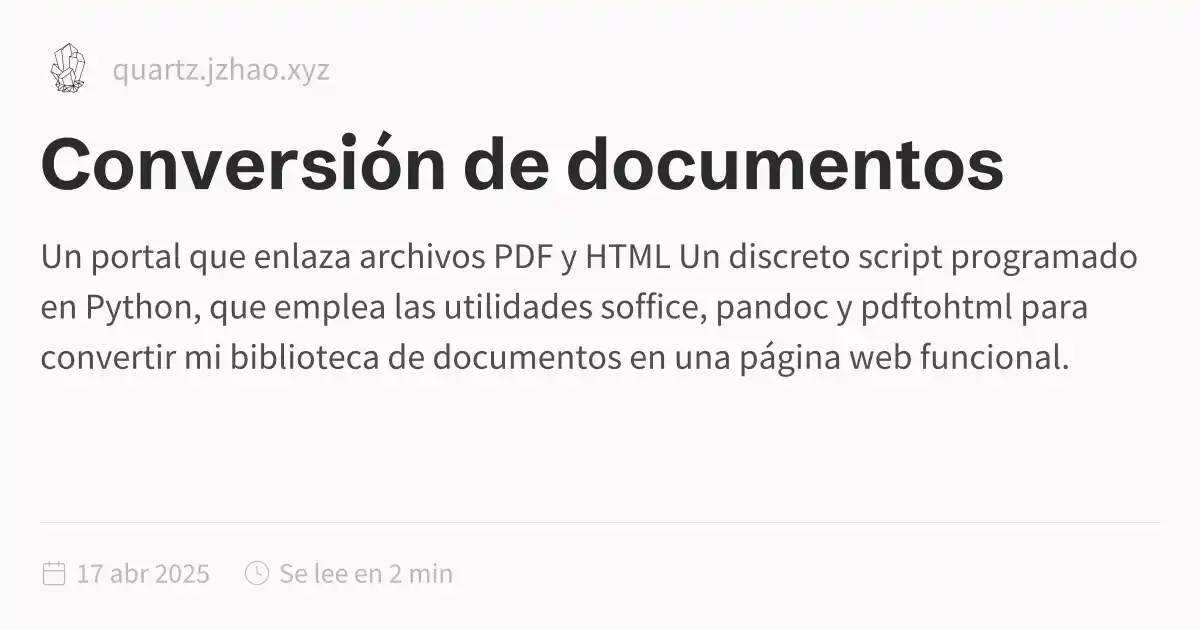 quartz.jzhao.xyz
Conversión de documentos
Un portal que enlaza archivos PDF y HTML Un discreto script programado
en Python, que emplea las utilidades soffice, pandoc y pdftohtml para
convertir mi biblioteca de documentos en una página web funcional.
17 abr 2025 Se lee en 2 min